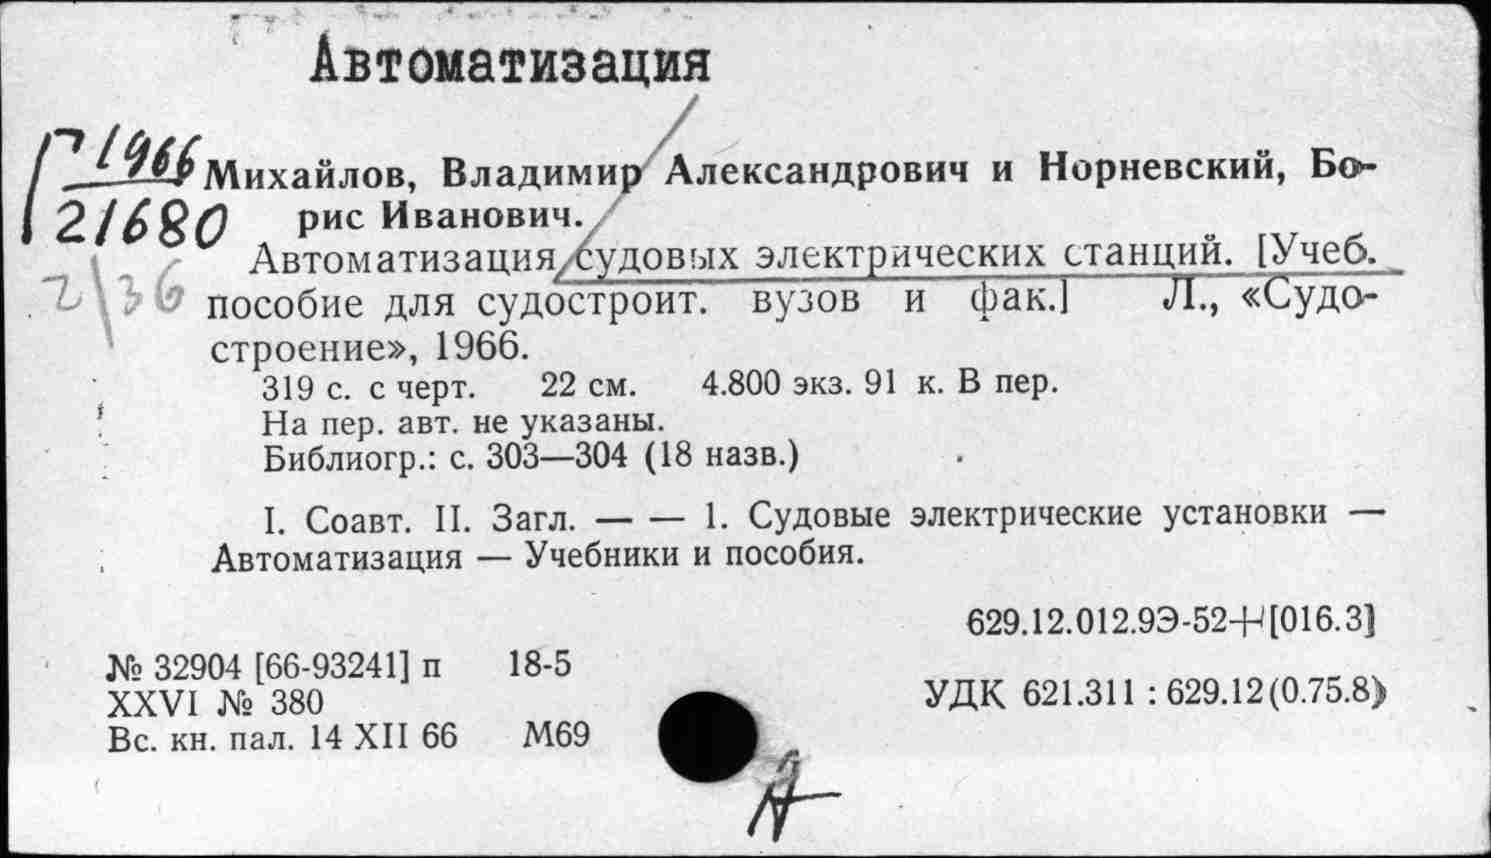 Автоматизация
Г 1966
21680
Михайлов, Владимир Александрович и Норневский, Бо-
рис Иванович.
Автоматизация судовых электрических станций. [Учеб.
пособие для судостроит. вузов и фак.] Л., «Судо-
строение», 1966.
319 с. с черт. 22 см. 4.800 экз. 91 к. В пер.
На пер. авт. не указаны.
Библиогр.: с. 303—304 (18 назв.)
I. Соавт. II. Загл. — — 1. Судовые электрические установки —
Автоматизация — Учебники и пособия.
629.12.012.9Э-52+[016.3]
№ 32904 [66-93241] п 18-5
XXVI № 380
УДК 621.311 : 629.12(0.75.8)
Вс. кн. пал. 14 XII 66 М69